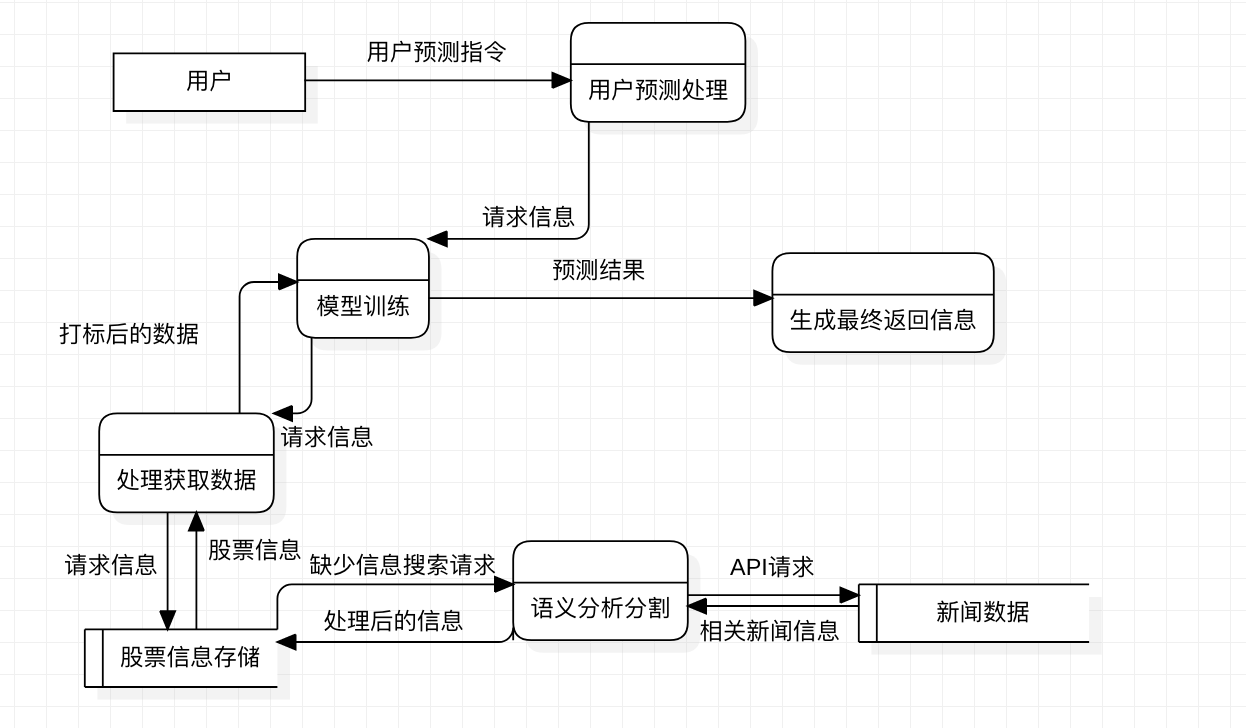 用户预测指令
用户
用户预测处理
请求信息
预测结果
模型训练
生成最终返回信息
打标后的数据
请求信息
处理获取数据
股票信息
请求信息
缺少信息搜索请求
API请求
语义分析分割
新闻数据
处理后的信息
相关新闻信息
股票信息存储